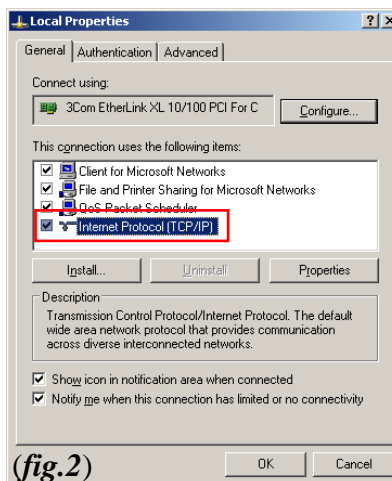 Local Properties
General Authentication Advanced
Connect using:
3Com EtherLink XL 10/100 PCI For C
Configure...
This connection uses the following items:
Client for Microsoft Networks
File and Printer Sharing for Microsoft Networks
QoS Packet Scheduler
Internet Protocol (TCP/IP)
Install... Uninstall Properties
Description
Transmission Control Protocol/Internet Protocol. The default
wide area network protocol that provides communication
across diverse interconnected networks.
Show icon in notification area when connected
Notify me when this connection has limited or no connectivity
(fig.2) OK Cancel